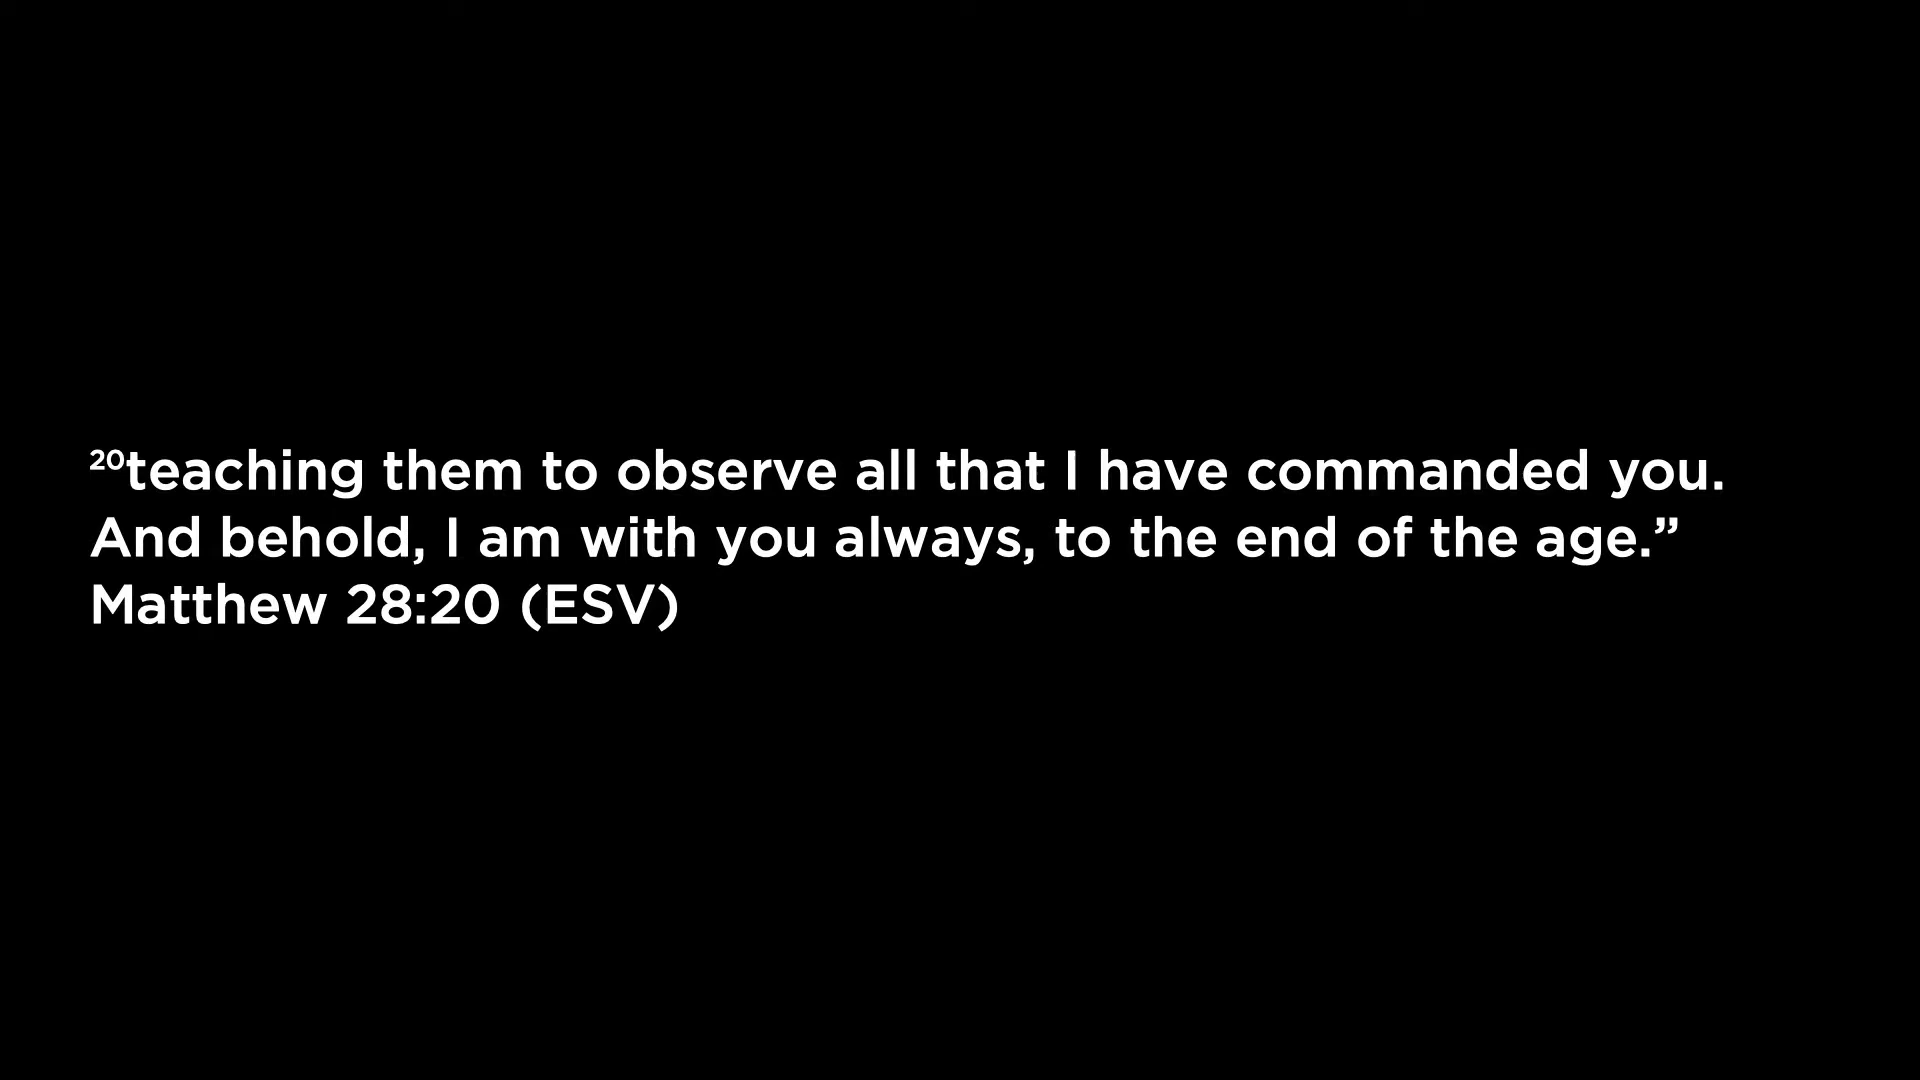 ²⁰teaching them to observe all that I have commanded you.
And behold, I am with you always, to the end of the age.”
Matthew 28:20 (ESV)